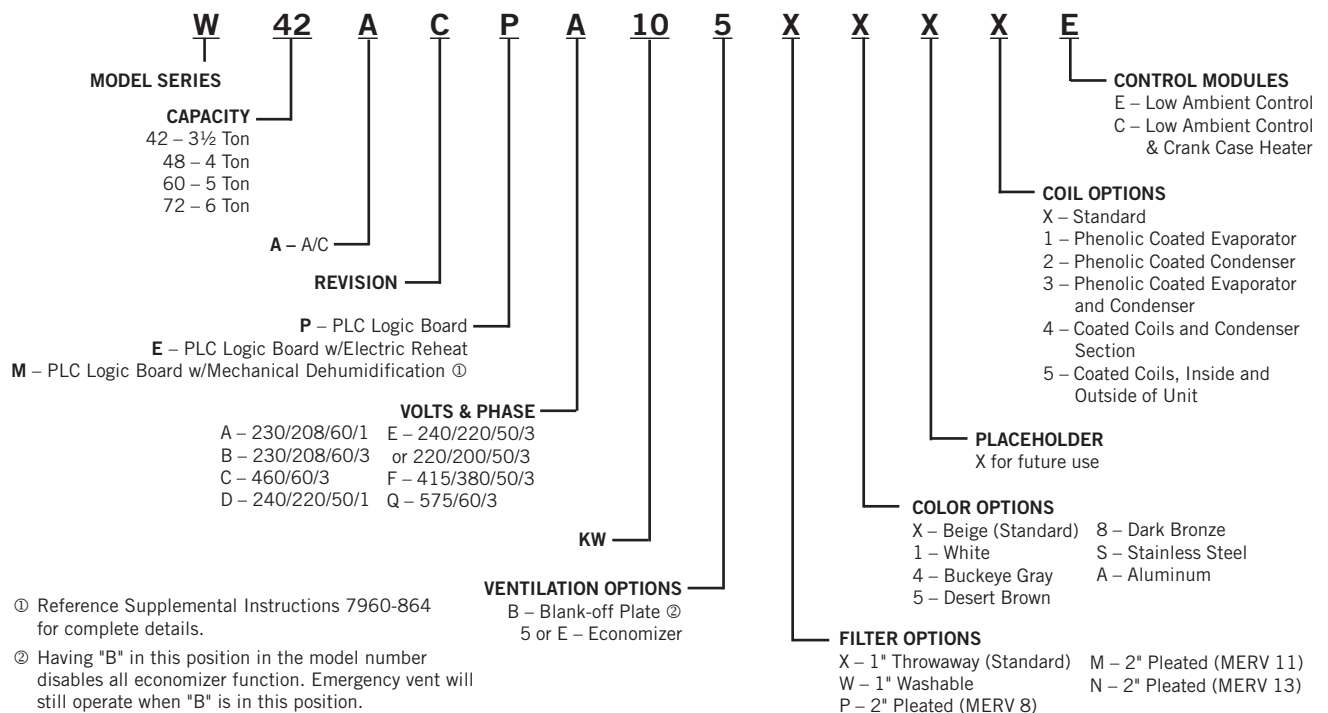 W 42 A C P A 10 5 X X X X E
MODEL SERIES
CAPACITY
42 – 3½ Ton
48 – 4 Ton
60 – 5 Ton
72 – 6 Ton
A – A/C
REVISION
P – PLC Logic Board
E – PLC Logic Board w/Electric Reheat
M – PLC Logic Board w/Mechanical Dehumidification ①
VOLTS & PHASE
A – 230/208/60/1
B – 230/208/60/3
C – 460/60/3
D – 240/220/50/1
E – 240/220/50/3
or 220/200/50/3
F – 415/380/50/3
Q – 575/60/3
KW
VENTILATION OPTIONS
B – Blank-off Plate ②
5 or E – Economizer
FILTER OPTIONS
X – 1" Throwaway (Standard)
W – 1" Washable
P – 2" Pleated (MERV 8)
M – 2" Pleated (MERV 11)
N – 2" Pleated (MERV 13)
COLOR OPTIONS
X – Beige (Standard)
1 – White
4 – Buckeye Gray
5 – Desert Brown
8 – Dark Bronze
S – Stainless Steel
A – Aluminum
PLACEHOLDER
X for future use
COIL OPTIONS
X – Standard
1 – Phenolic Coated Evaporator
2 – Phenolic Coated Condenser
3 – Phenolic Coated Evaporator
and Condenser
4 – Coated Coils and Condenser
Section
5 – Coated Coils, Inside and
Outside of Unit
CONTROL MODULES
E – Low Ambient Control
C – Low Ambient Control
& Crank Case Heater
① Reference Supplemental Instructions 7960-864
for complete details.
② Having "B" in this position in the model number
disables all economizer function. Emergency vent will
still operate when "B" is in this position.